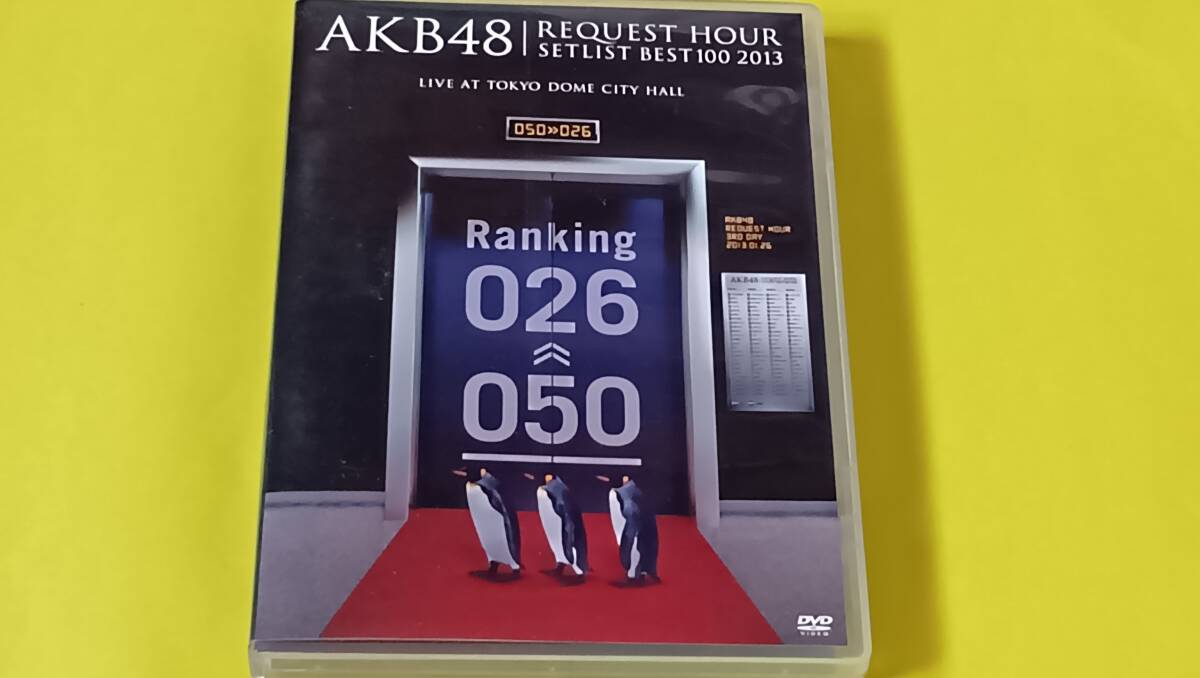 AKB48
REQUEST HOUR
SETLIST BEST 100 2013
LIVE AT TOKYO DOME CITY HALL
050»026
Ranking
026
050
AKB48
REQUEST HOUR
3RD DAY
2013 01.26
AKB48
DVD
VIDEO